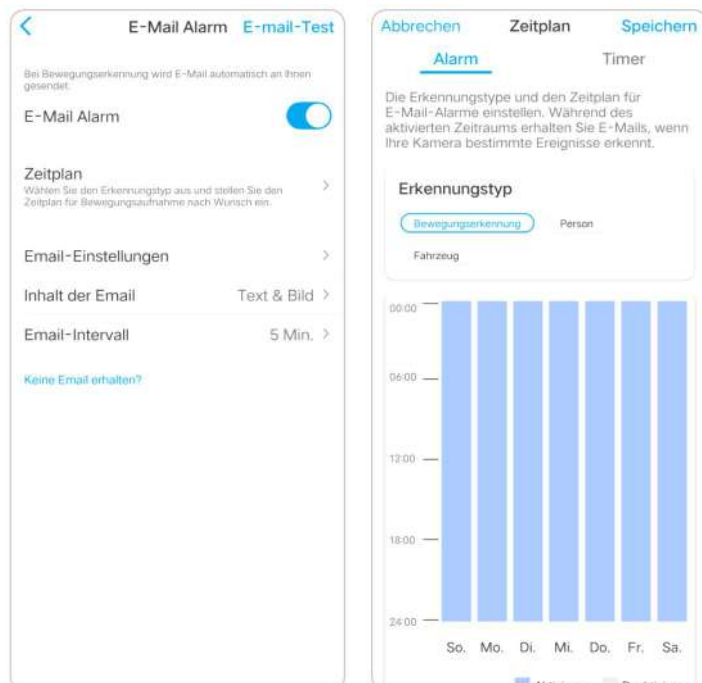 E-Mail Alarm E-mail-Test
Bei Bewegungserkennung wird E-Mail automatisch an Ihnen
gesendet.
E-Mail Alarm
Zeitplan
Wählen Sie den Erkennungstyp aus und stellen Sie den
Zeitplan für Bewegungsaufnahme nach Wunsch ein.
Email-Einstellungen
Inhalt der Email Text & Bild
Email-Intervall 5 Min.
Keine Email erhalten?
Abbrechen Zeitplan Speichern
Alarm Timer
Die Erkennungstype und den Zeitplan für
E-Mail-Alarme einstellen. Während des
aktivierten Zeitraums erhalten Sie E-Mails, wenn
Ihre Kamera bestimmte Ereignisse erkennt.
Erkennungstyp
Bewegungserkennung Person
Fahrzeug
00:00
06:00
12:00
18:00
24:00
So. Mo. Di. Mi. Do. Fr. Sa.